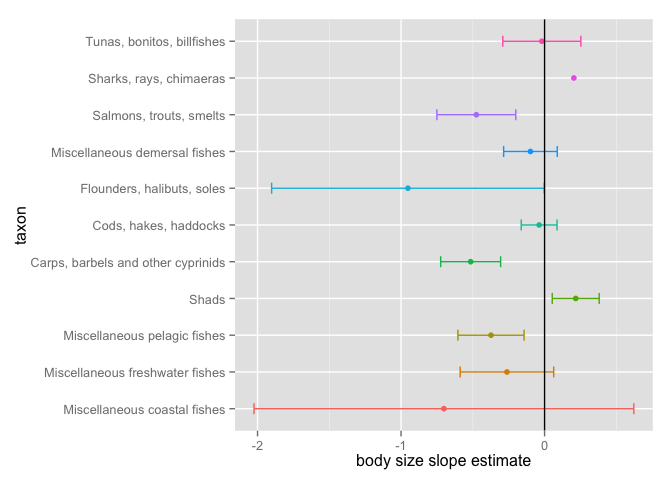 Tunas, bonitos, billfishes
Sharks, rays, chimaeras
Salmons, trouts, smelts
Miscellaneous demersal fishes
Flounders, halibuts, soles
taxon
Cods, hakes, haddocks
Carps, barbels and other cyprinids
Shads
Miscellaneous pelagic fishes
Miscellaneous freshwater fishes
Miscellaneous coastal fishes
-2 -1 0
body size slope estimate